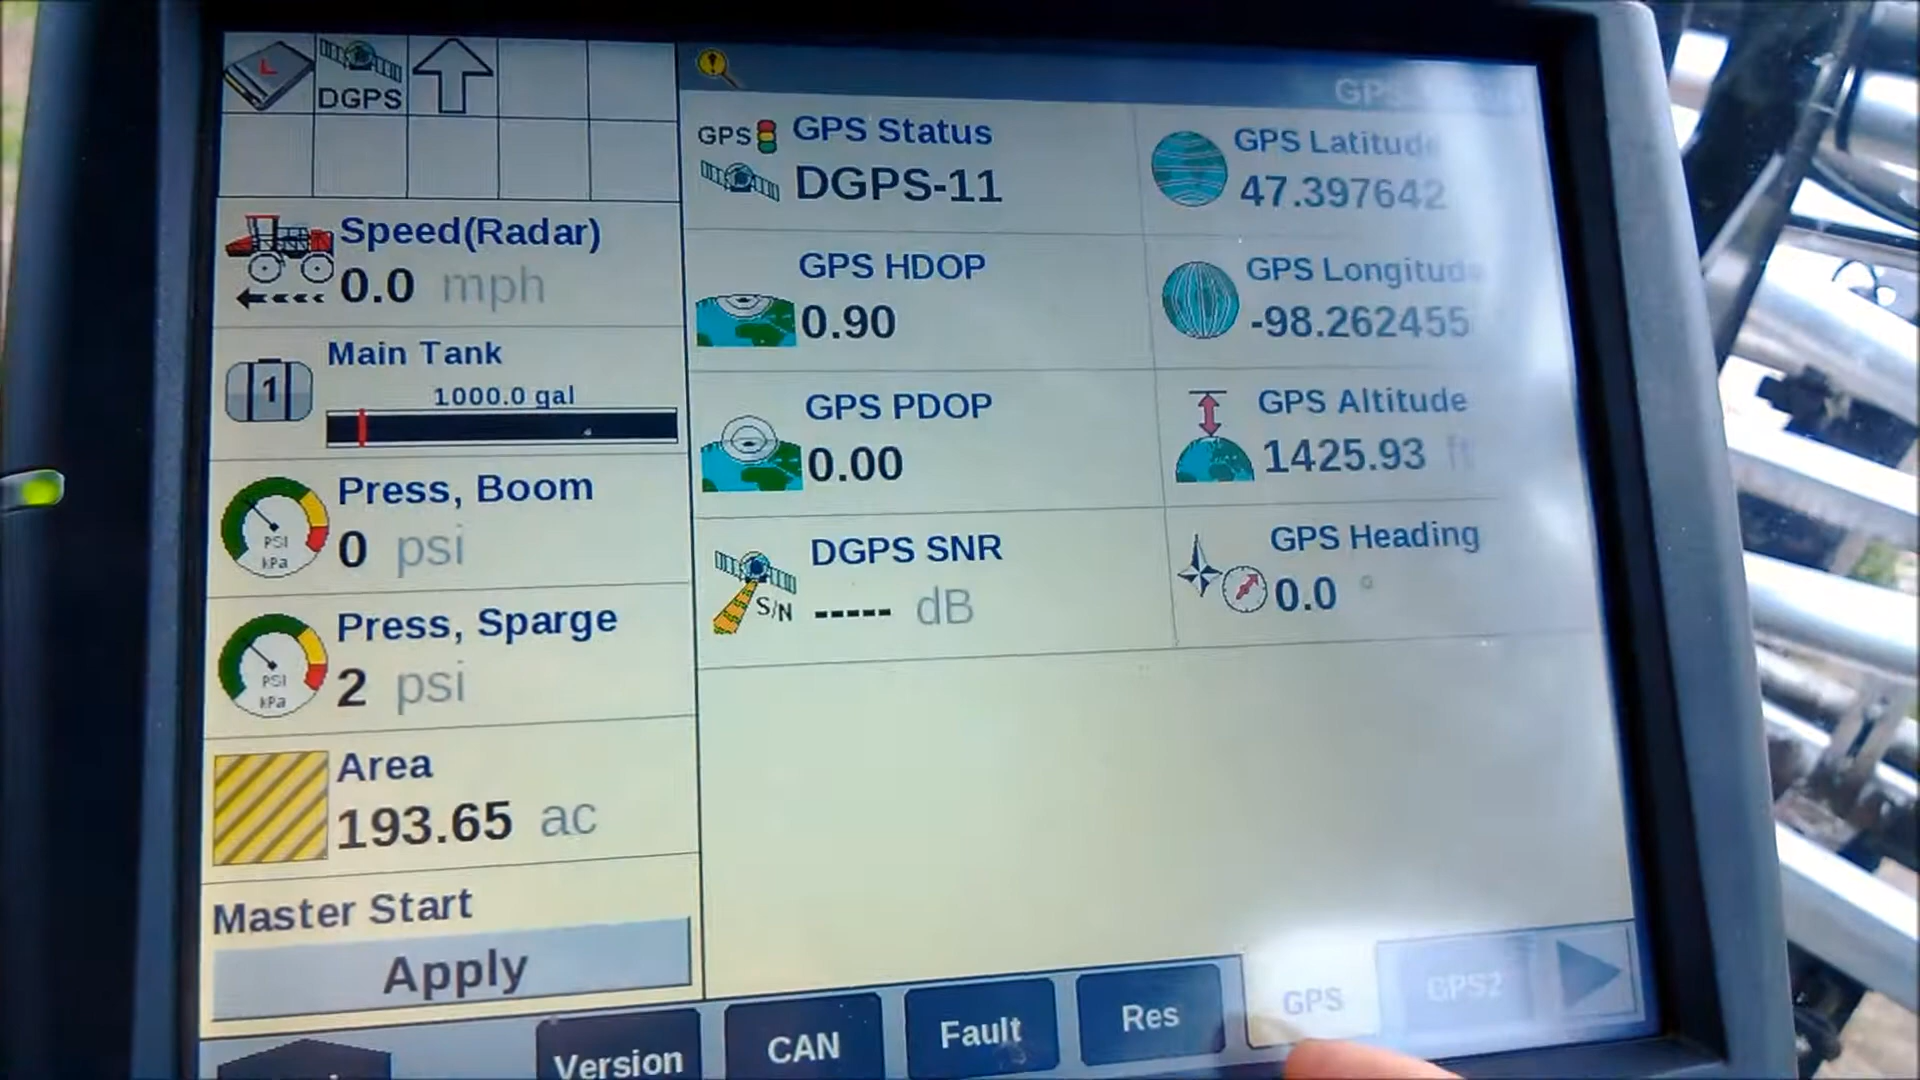 L
DGPS
Speed(Radar)
0.0 mph
1
Main Tank
1000.0 gal
PSI
kPa
Press, Boom
0 psi
PSI
kPa
Press, Sparge
2 psi
Area
193.65 ac
Master Start
Apply
GPS
GPS Status
DGPS-11
GPS HDOP
0.90
GPS PDOP
0.00
S/N
DGPS SNR
----- dB
GPS Latitude
47.397642
GPS Longitude
-98.262455
GPS Altitude
1425.93 ft
GPS Heading
0.0 °
Version
CAN
Fault
Res
GPS
GPS2